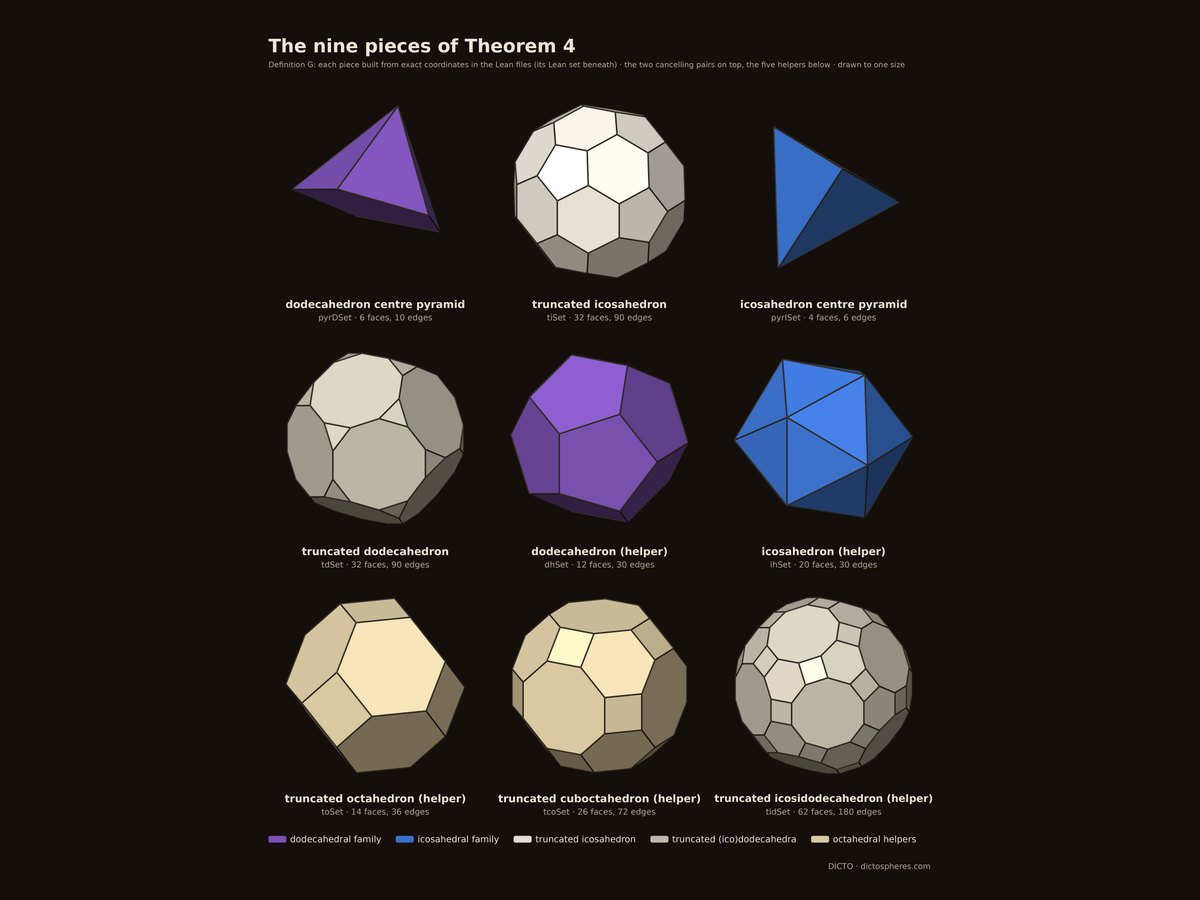 The nine pieces of Theorem 4
Definition G: each piece built from exact coordinates in the Lean files (its Lean set beneath) · the two cancelling pairs on top, the five helpers below · drawn to one size
dodecahedron centre pyramid
pyrDSet · 6 faces, 10 edges
truncated icosahedron
tiSet · 32 faces, 90 edges
icosahedron centre pyramid
pyrISet · 4 faces, 6 edges
truncated dodecahedron
tdSet · 32 faces, 90 edges
dodecahedron (helper)
dhSet · 12 faces, 30 edges
icosahedron (helper)
ihSet · 20 faces, 30 edges
truncated octahedron (helper)
toSet · 14 faces, 36 edges
truncated cuboctahedron (helper)
tcoSet · 26 faces, 72 edges
truncated icosidodecahedron (helper)
tidSet · 62 faces, 180 edges
dodecahedral family
icosahedral family
truncated icosahedron
truncated (ico)dodecahedra
octahedral helpers
DICTO · dictospheres.com